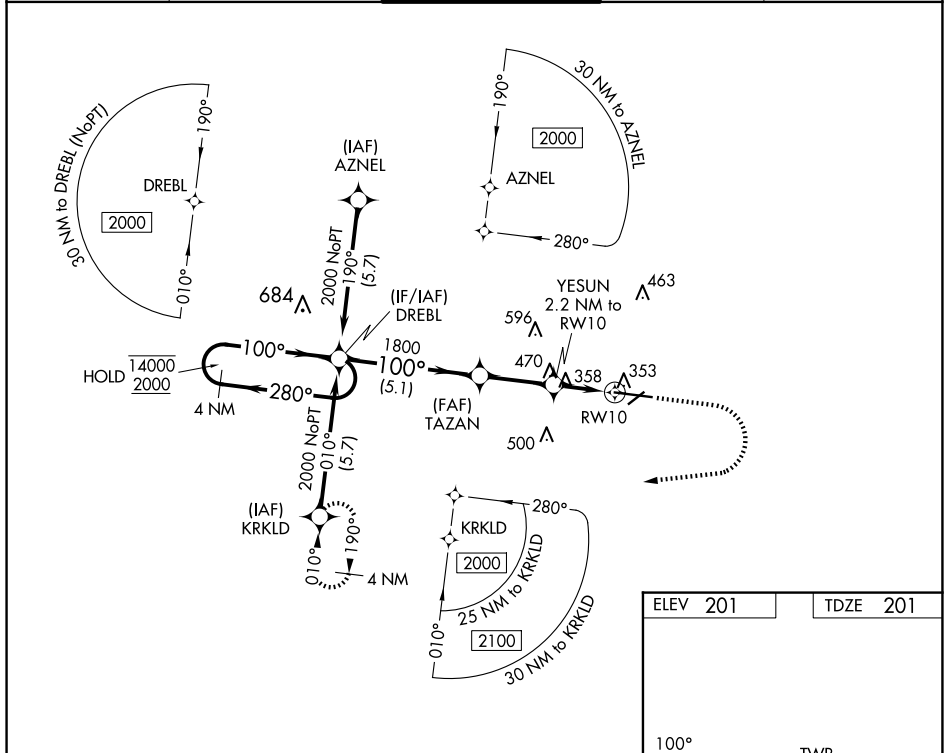 30 NM to DREBL (NoPT)
190°
DREBL
2000
010°
190°
30 NM to AZNEL
2000
AZNEL
280°
(IAF)
AZNEL
2000 NoPT
190°
(5.7)
684
(IF/IAF)
DREBL
YESUN
2.2 NM to
RW10
463
596
HOLD 14000
2000
100°
280°
4 NM
1800
100°
(5.1)
470
358
353
(FAF)
TAZAN
RW10
500
2000 NoPT
010°
(5.7)
(IAF)
KRKLD
010°
190°
4 NM
280°
KRKLD
2000
25 NM to KRKLD
010°
2100
30 NM to KRKLD
ELEV 201
TDZE 201
100°
TWR